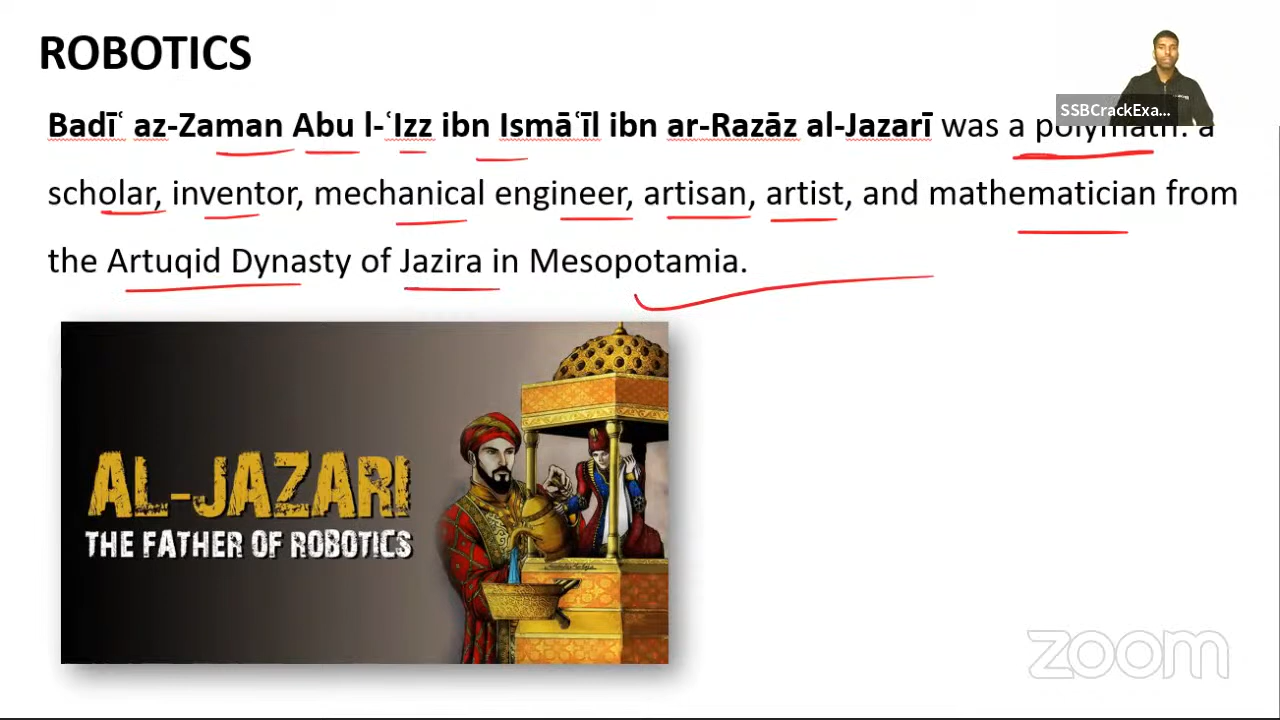 ROBOTICS
SSBCrackExa...
Badīʿ az-Zaman Abu l-ʿIzz ibn Ismāʿīl ibn ar-Razāz al-Jazarī was a polymath: a
scholar, inventor, mechanical engineer, artisan, artist, and mathematician from
the Artuqid Dynasty of Jazira in Mesopotamia.
AL-JAZARI
THE FATHER OF ROBOTICS
zoom